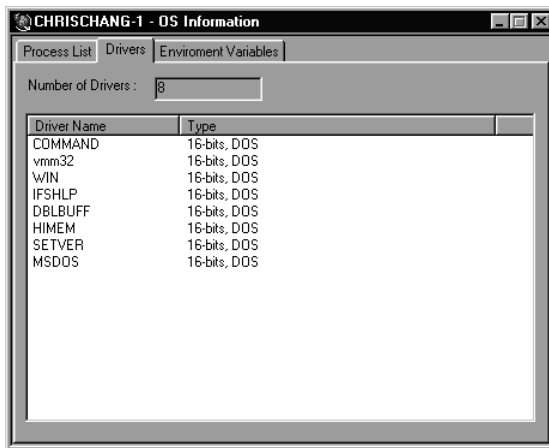 CHRISCHANG-1 - OS Information
Process List Drivers Enviroment Variables
Number of Drivers : 8
Driver Name Type
COMMAND 16-bits, DOS
vmm32 16-bits, DOS
WIN 16-bits, DOS
IFSHLP 16-bits, DOS
DBLBUFF 16-bits, DOS
HIMEM 16-bits, DOS
SETVER 16-bits, DOS
MSDOS 16-bits, DOS